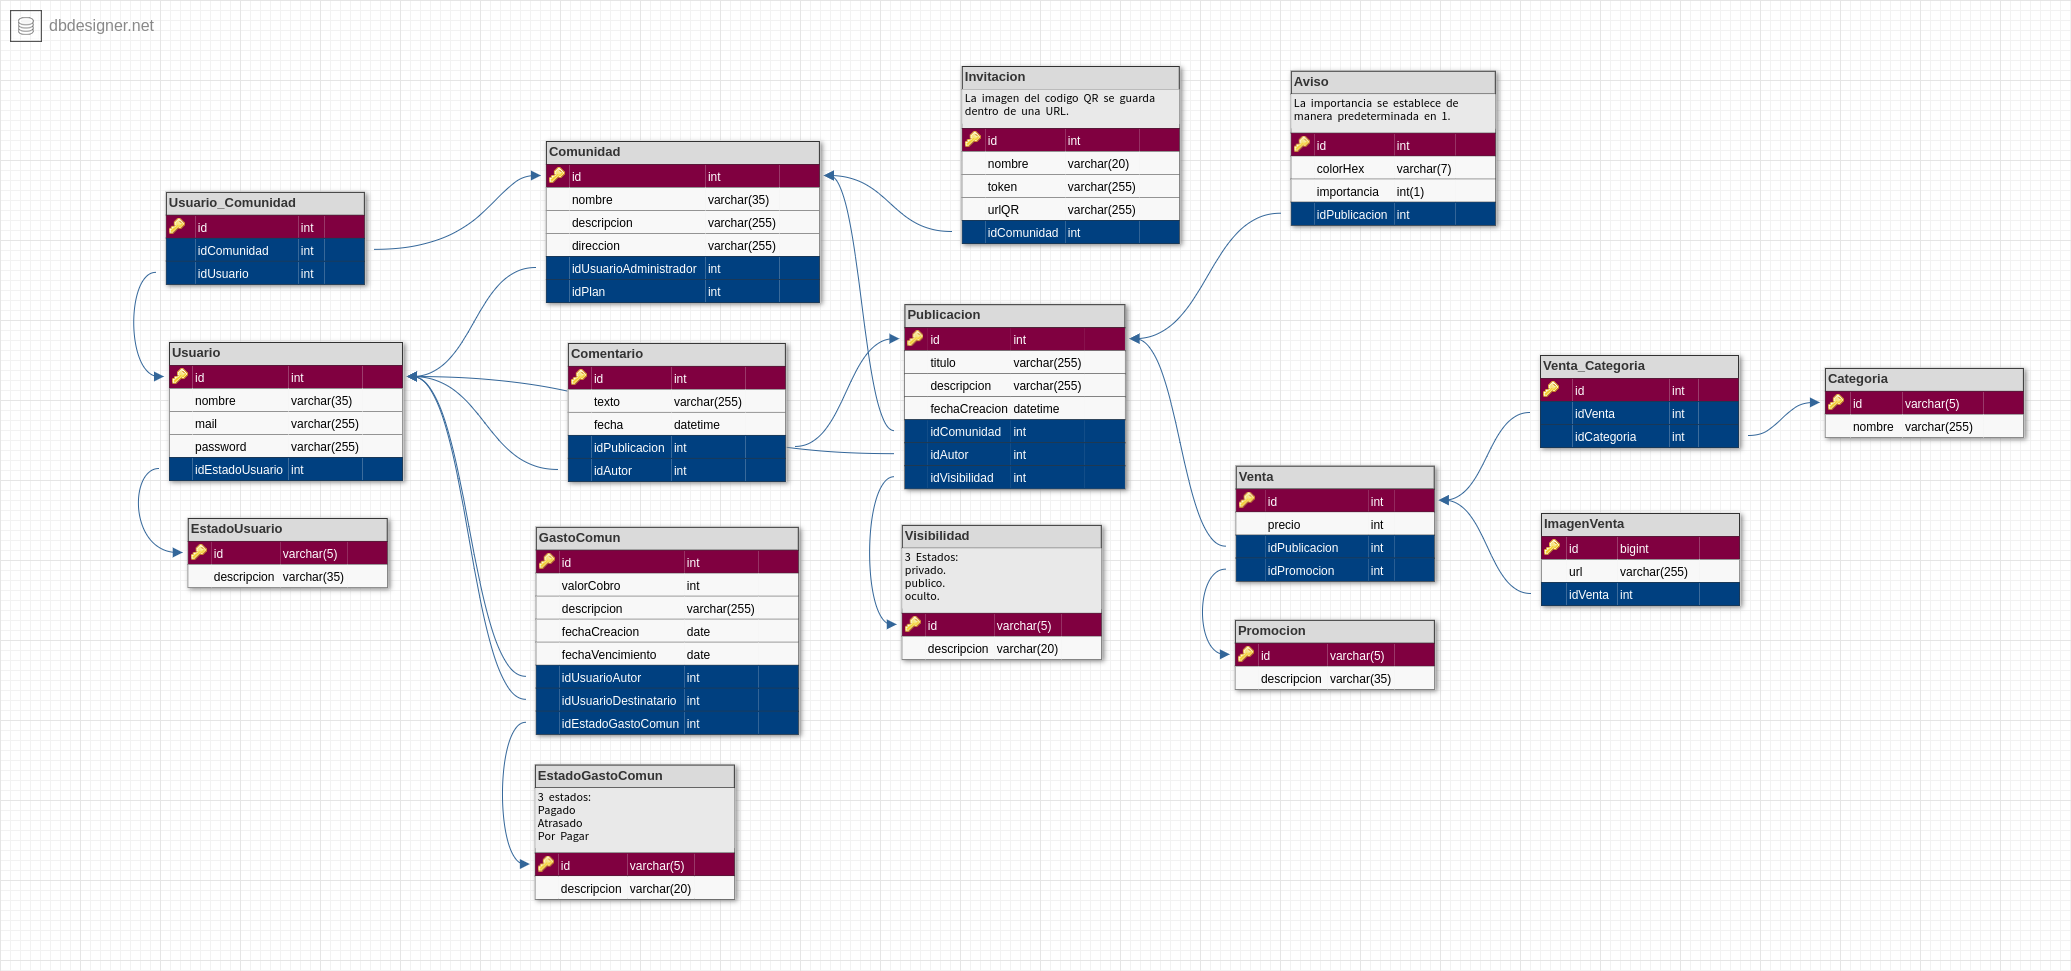 dbdesigner.net
Usuario_Comunidad
id int
idComunidad int
idUsuario int
Usuario
id int
nombre varchar(35)
mail varchar(255)
password varchar(255)
idEstadoUsuario int
EstadoUsuario
id varchar(5)
descripcion varchar(35)
Comunidad
id int
nombre varchar(35)
descripcion varchar(255)
direccion varchar(255)
idUsuarioAdministrador int
idPlan int
Comentario
id int
texto varchar(255)
fecha datetime
idPublicacion int
idAutor int
GastoComun
id int
valorCobro int
descripcion varchar(255)
fechaCreacion date
fechaVencimiento date
idUsuarioAutor int
idUsuarioDestinatario int
idEstadoGastoComun int
EstadoGastoComun
3 estados:
Pagado
Atrasado
Por Pagar
id varchar(5)
descripcion varchar(20)
Invitacion
La imagen del codigo QR se guarda
dentro de una URL.
id int
nombre varchar(20)
token varchar(255)
urlQR varchar(255)
idComunidad int
Publicacion
id int
titulo varchar(255)
descripcion varchar(255)
fechaCreacion datetime
idComunidad int
idAutor int
idVisibilidad int
Visibilidad
3 Estados:
privado.
publico.
oculto.
id varchar(5)
descripcion varchar(20)
Aviso
La importancia se establece de
manera predeterminada en 1.
id int
colorHex varchar(7)
importancia int(1)
idPublicacion int
Venta
id int
precio int
idPublicacion int
idPromocion int
Promocion
id varchar(5)
descripcion varchar(35)
Venta_Categoria
id int
idVenta int
idCategoria int
ImagenVenta
id bigint
url varchar(255)
idVenta int
Categoria
id varchar(5)
nombre varchar(255)